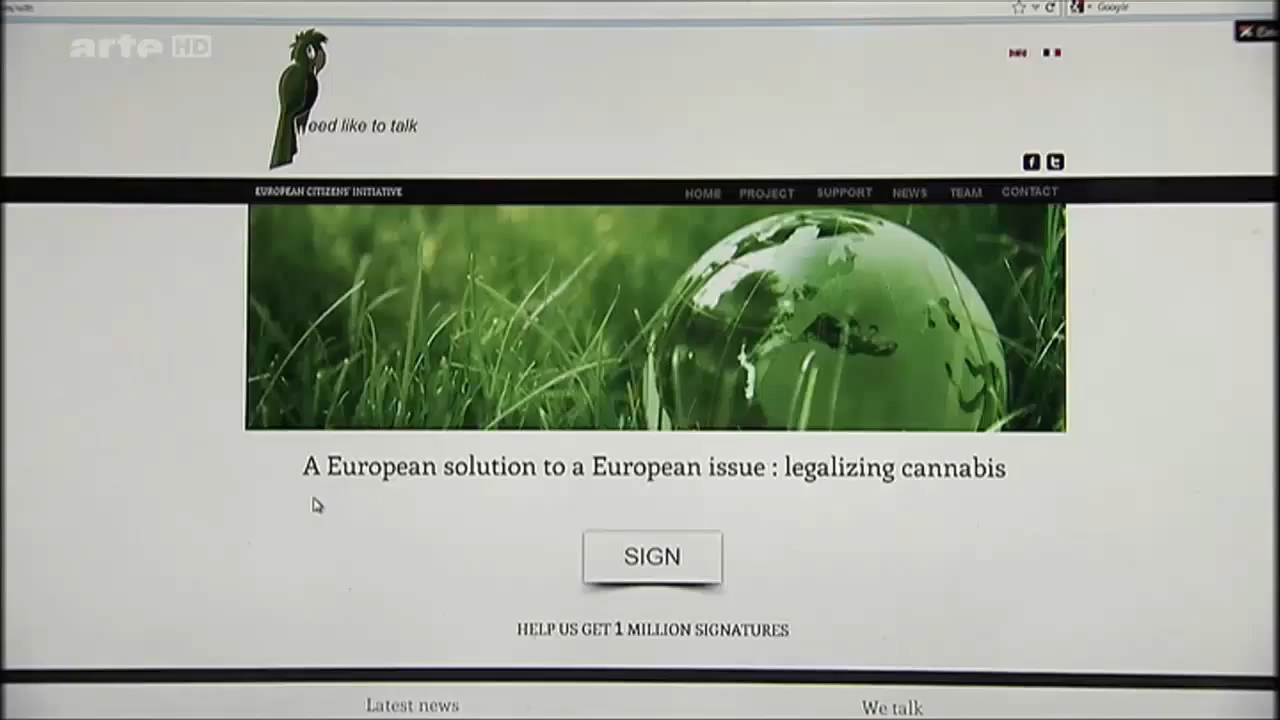 Google
arte HD
Weed like to talk
EUROPEAN CITIZENS' INITIATIVE
HOME PROJECT SUPPORT NEWS TEAM CONTACT
A European solution to a European issue : legalizing cannabis
SIGN
HELP US GET 1 MILLION SIGNATURES
Latest news We talk